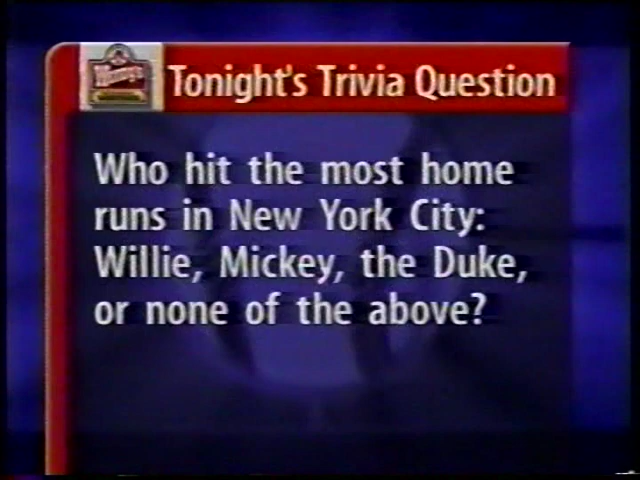 Wendy's
Tonight's Trivia Question
Who hit the most home
runs in New York City:
Willie, Mickey, the Duke,
or none of the above?